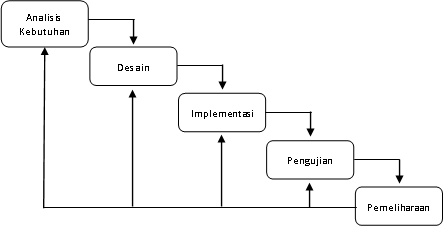 Analisis
Kebutuhan
Desain
Implementasi
Pengujian
Pemeliharaan